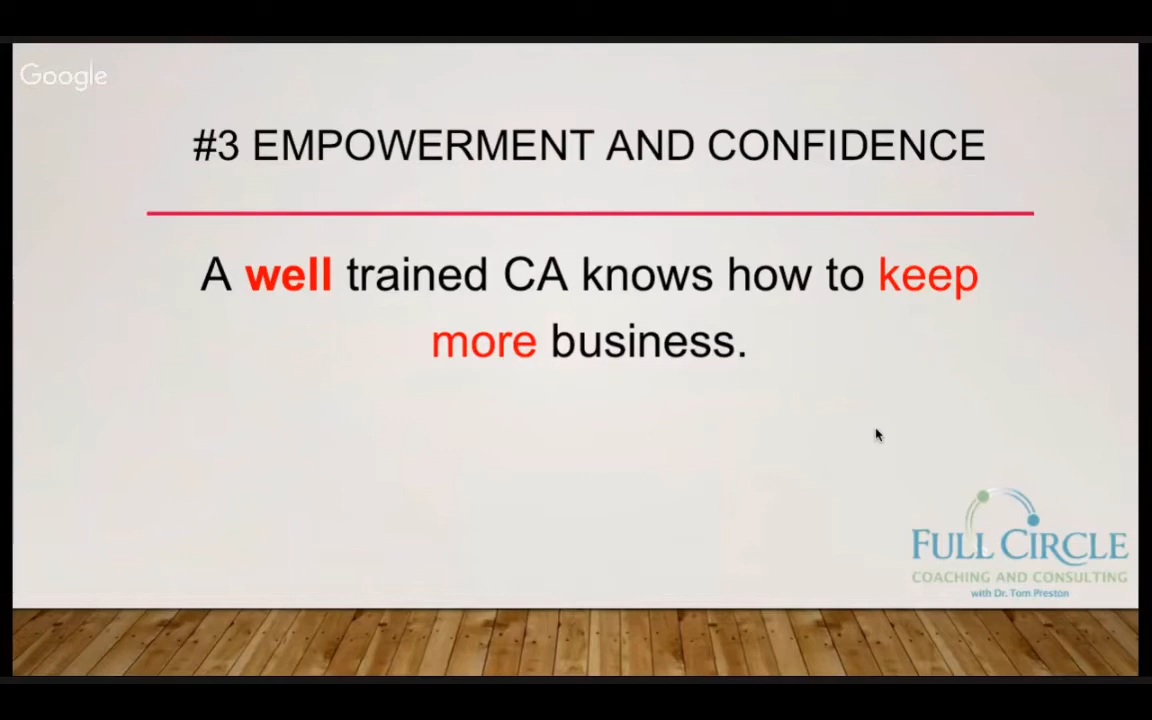 Google
#3 EMPOWERMENT AND CONFIDENCE
A well trained CA knows how to keep
more business.
FULL CIRCLE
COACHING AND CONSULTING
with Dr. Tom Preston